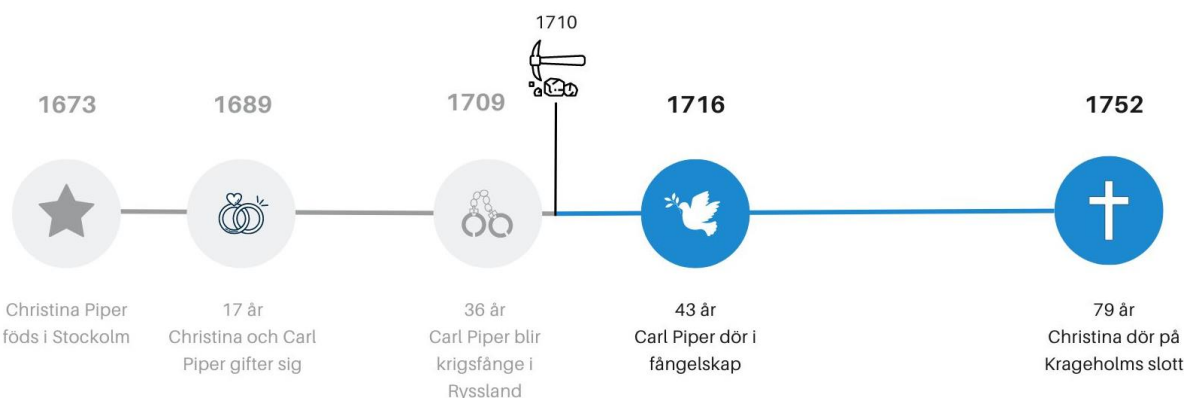 1710
1673
1689
1709
1716
1752
Christina Piper
föds i Stockolm
17 år
Christina och Carl
Piper gifter sig
36 år
Carl Piper blir
krigsfånge i
Ryssland
43 år
Carl Piper dör i
fångelskap
79 år
Christina dör på
Krageholms slott